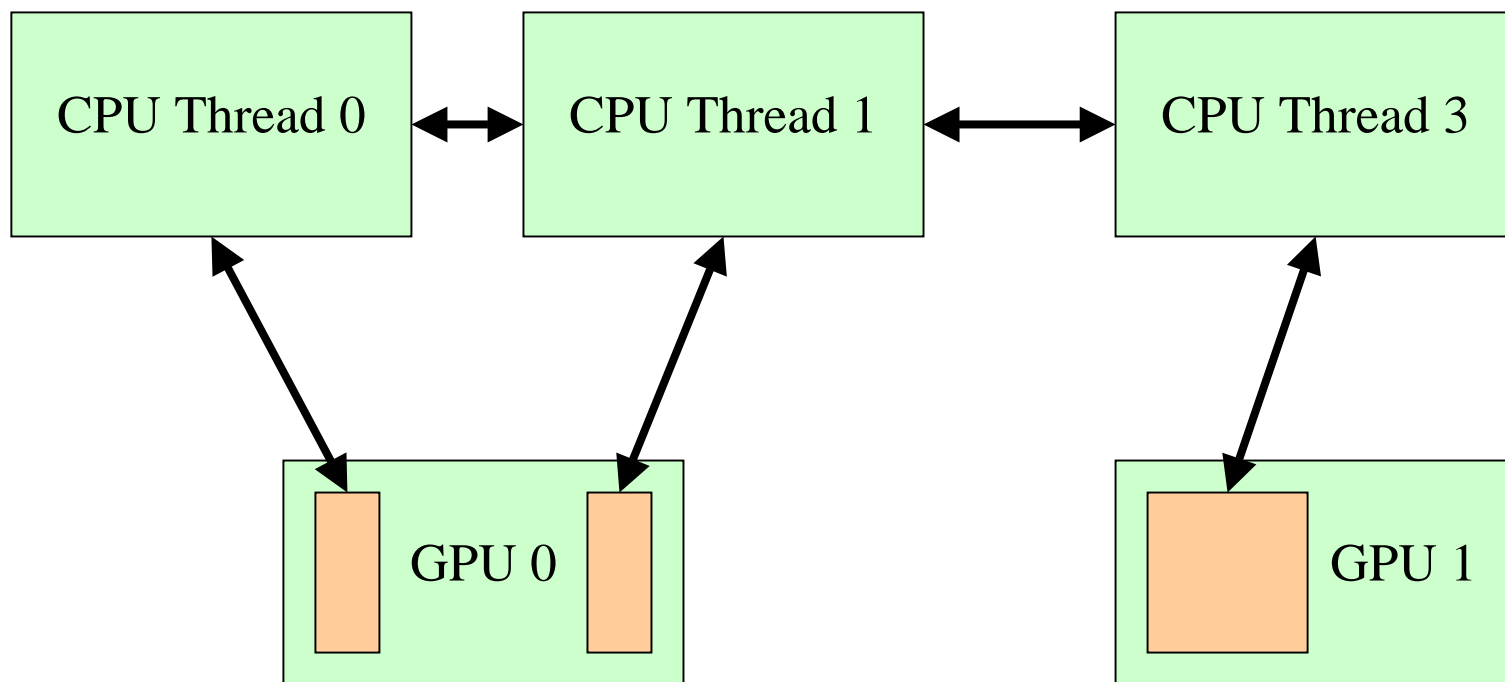 CPU Thread 0
CPU Thread 1
CPU Thread 3
GPU 0
GPU 1